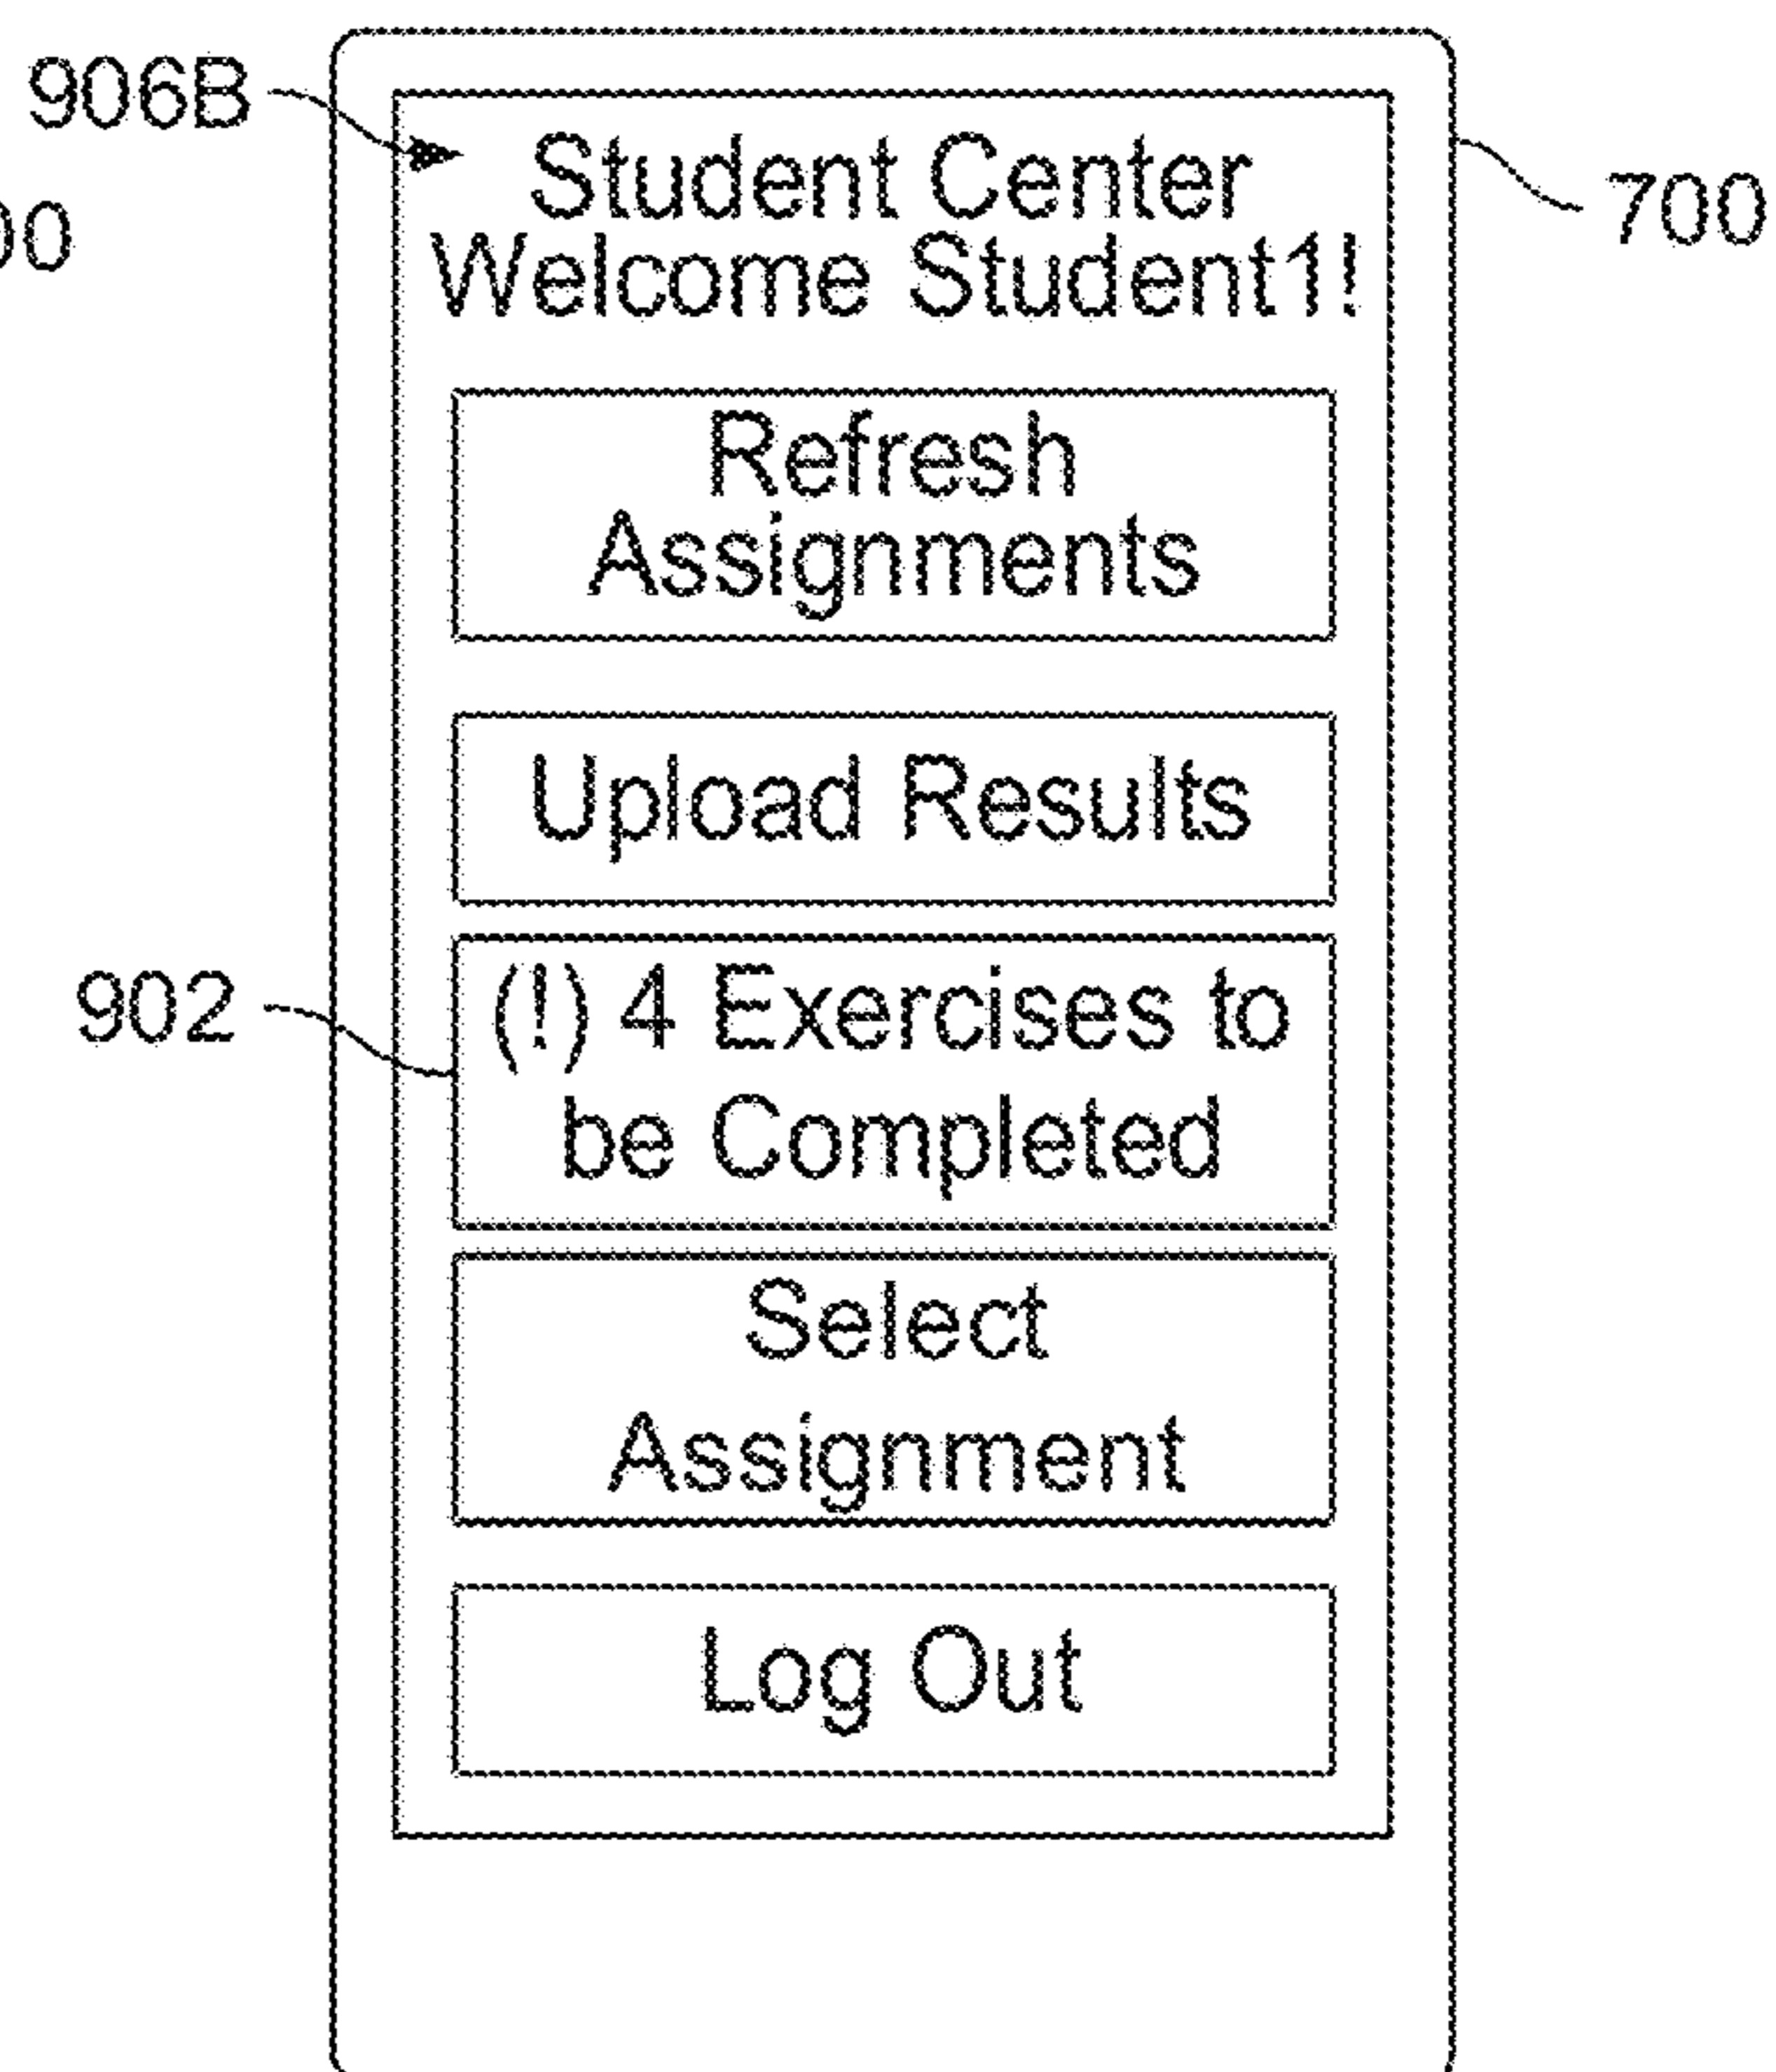 906B
Student Center
700
00
Welcome Student1!
Refresh
Assignments
Upload Results
902
(!) 4 Exercises to
be Completed
Select
Assignment
Log Out